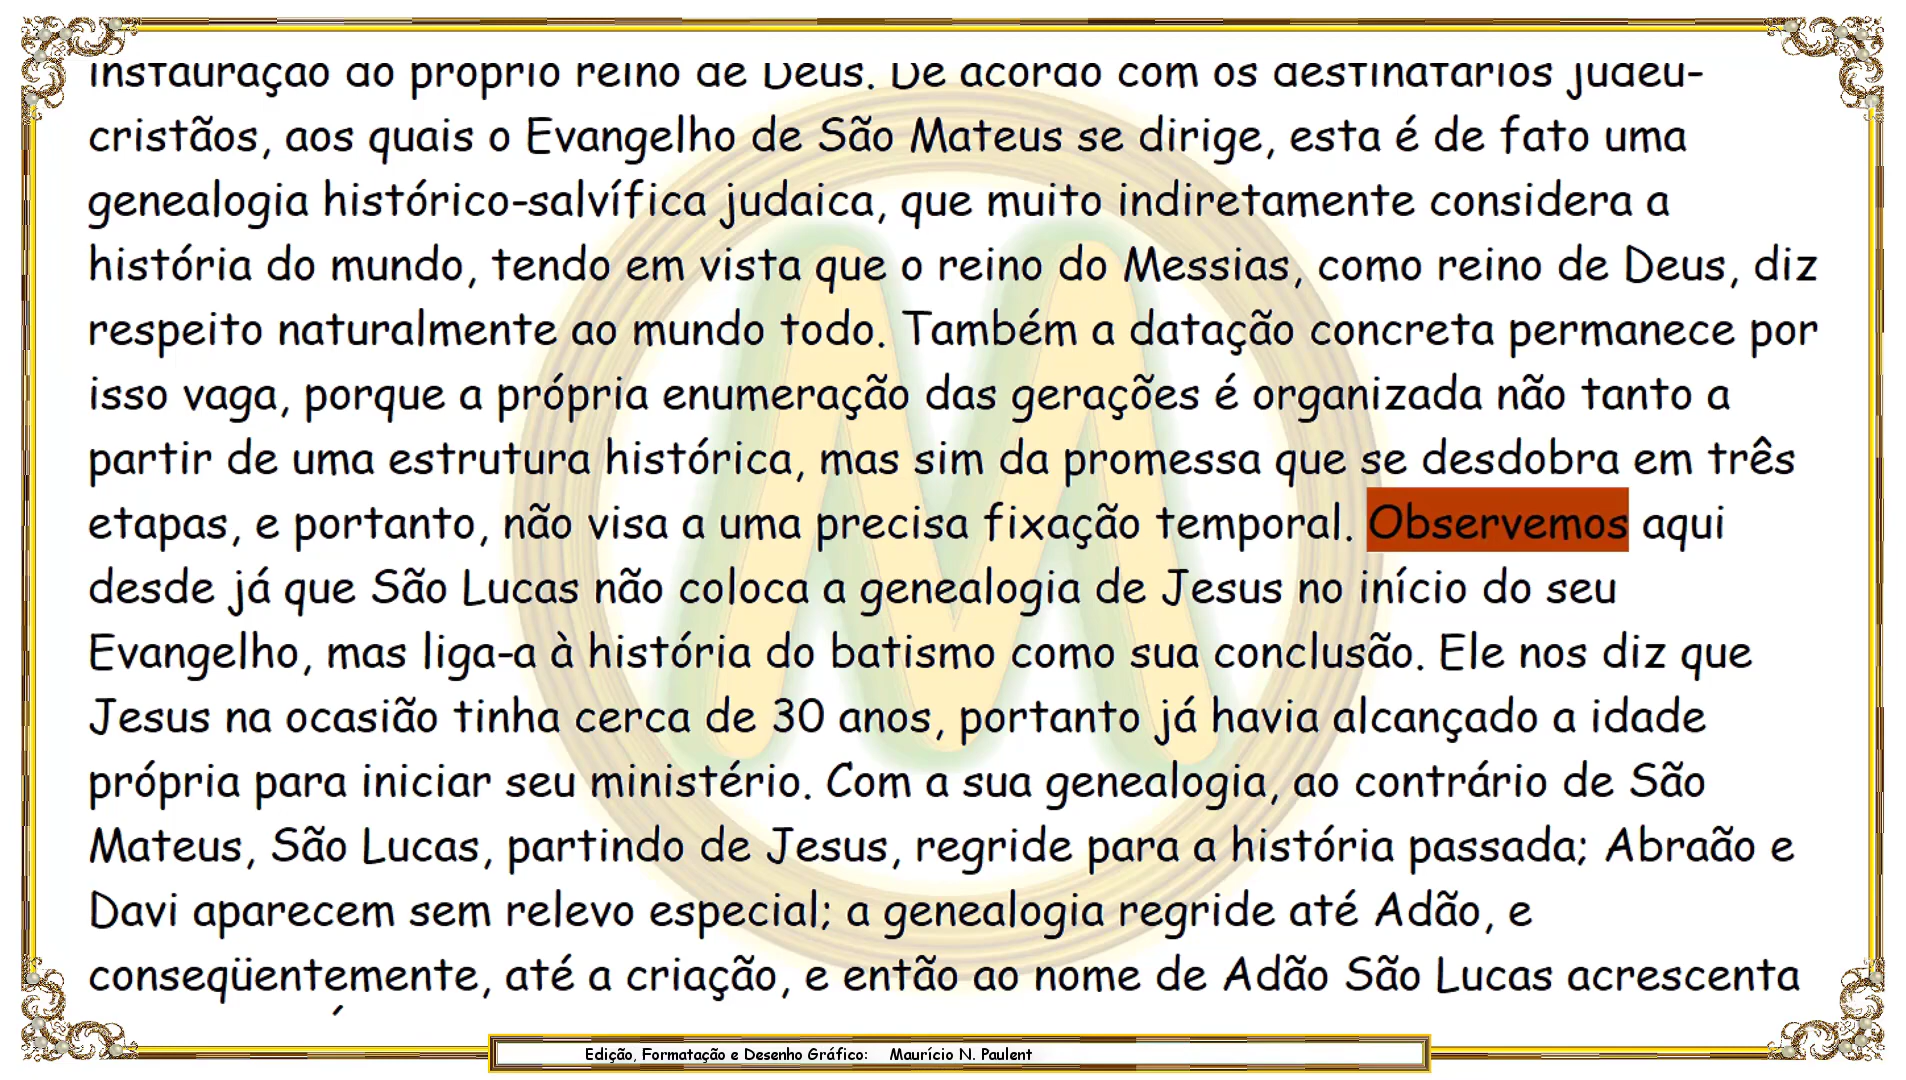 instauração do próprio reino de Deus. De acordo com os destinatários judeu-
cristãos, aos quais o Evangelho de São Mateus se dirige, esta é de fato uma
genealogia histórico-salvífica judaica, que muito indiretamente considera a
história do mundo, tendo em vista que o reino do Messias, como reino de Deus, diz
respeito naturalmente ao mundo todo. Também a datação concreta permanece por
isso vaga, porque a própria enumeração das gerações é organizada não tanto a
partir de uma estrutura histórica, mas sim da promessa que se desdobra em três
etapas, e portanto, não visa a uma precisa fixação temporal. Observemos aqui
desde já que São Lucas não coloca a genealogia de Jesus no início do seu
Evangelho, mas liga-a à história do batismo como sua conclusão. Ele nos diz que
Jesus na ocasião tinha cerca de 30 anos, portanto já havia alcançado a idade
própria para iniciar seu ministério. Com a sua genealogia, ao contrário de São
Mateus, São Lucas, partindo de Jesus, regride para a história passada; Abraão e
Davi aparecem sem relevo especial; a genealogia regride até Adão, e
conseqüentemente, até a criação, e então ao nome de Adão São Lucas acrescenta
Edição, Formatação e Desenho Gráfico: Maurício N. Paulent